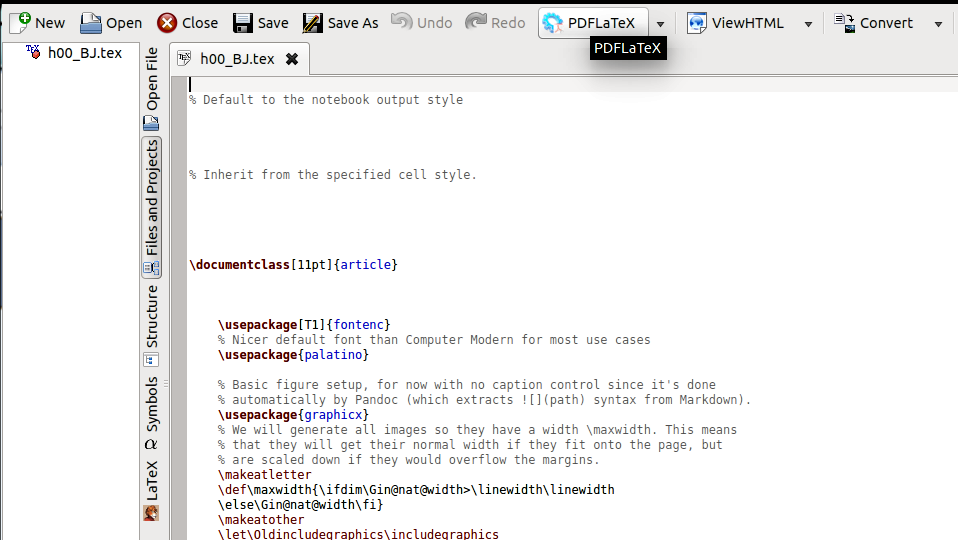 New Open Close Save Save As Undo Redo PDFLaTeX ViewHTML Convert
PDFLaTeX
h00_BJ.tex
Open File
Files and Projects
Structure
Symbols
α
LaTeX
h00_BJ.tex
% Default to the notebook output style
% Inherit from the specified cell style.
\documentclass[11pt]{article}
\usepackage[T1]{fontenc}
% Nicer default font than Computer Modern for most use cases
\usepackage{palatino}
% Basic figure setup, for now with no caption control since it's done
% automatically by Pandoc (which extracts ![](path) syntax from Markdown).
\usepackage{graphicx}
% We will generate all images so they have a width \maxwidth. This means
% that they will get their normal width if they fit onto the page, but
% are scaled down if they would overflow the margins.
\makeatletter
\def\maxwidth{\ifdim\Gin@nat@width>\linewidth\linewidth
\else\Gin@nat@width\fi}
\makeatother
\let\Oldincludegraphics\includegraphics